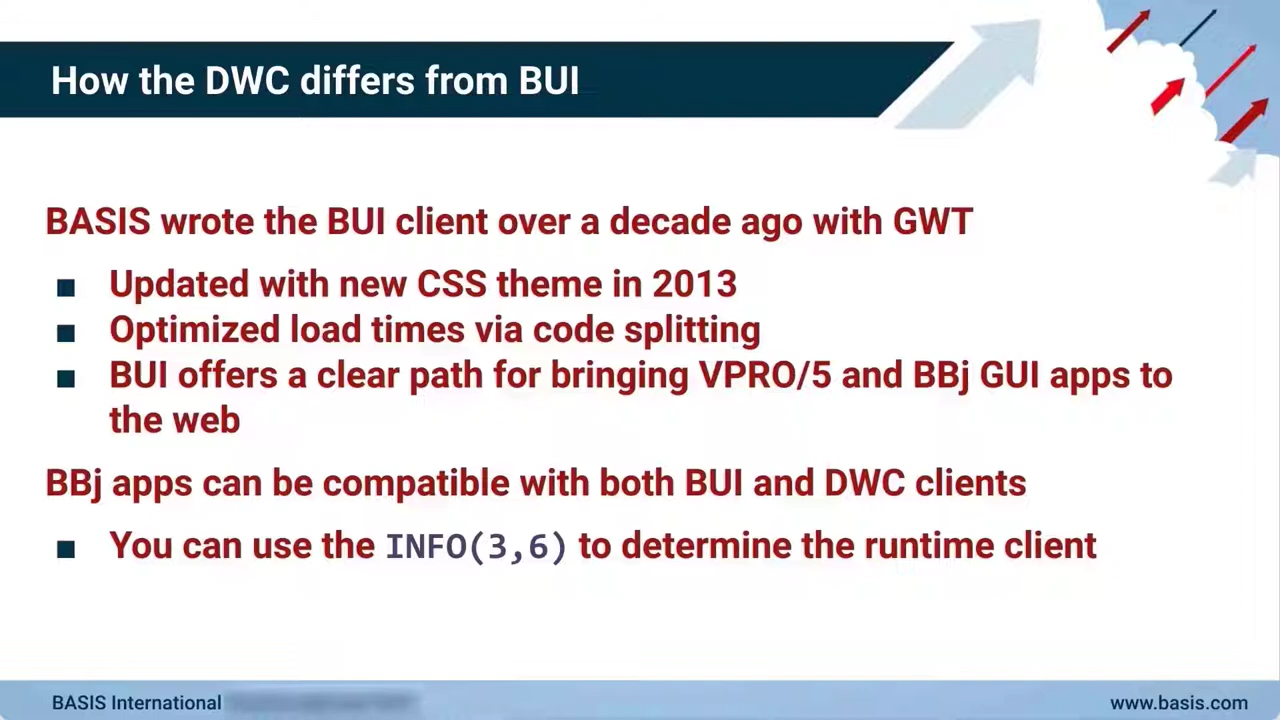 How the DWC differs from BUI
BASIS wrote the BUI client over a decade ago with GWT
Updated with new CSS theme in 2013
Optimized load times via code splitting
BUI offers a clear path for bringing VPRO/5 and BBj GUI apps to
the web
BBj apps can be compatible with both BUI and DWC clients
You can use the INFO(3,6) to determine the runtime client
BASIS International
www.basis.com